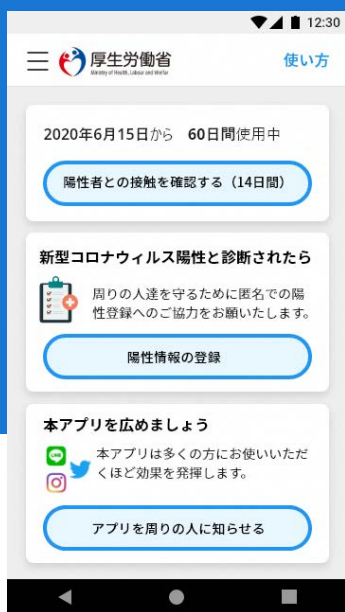 12:30
厚生労働省
Ministry of Health, Labour and Welfare
使い方
2020年6月15日から 60日間使用中
陽性者との接触を確認する（14日間）
新型コロナウィルス陽性と診断されたら
周りの人達を守るために匿名での陽
性登録へのご協力をお願いいたします。
陽性情報の登録
本アプリを広めましょう
LINE
本アプリは多くの方にお使いいただ
くほど効果を発揮します。
アプリを周りの人に知らせる